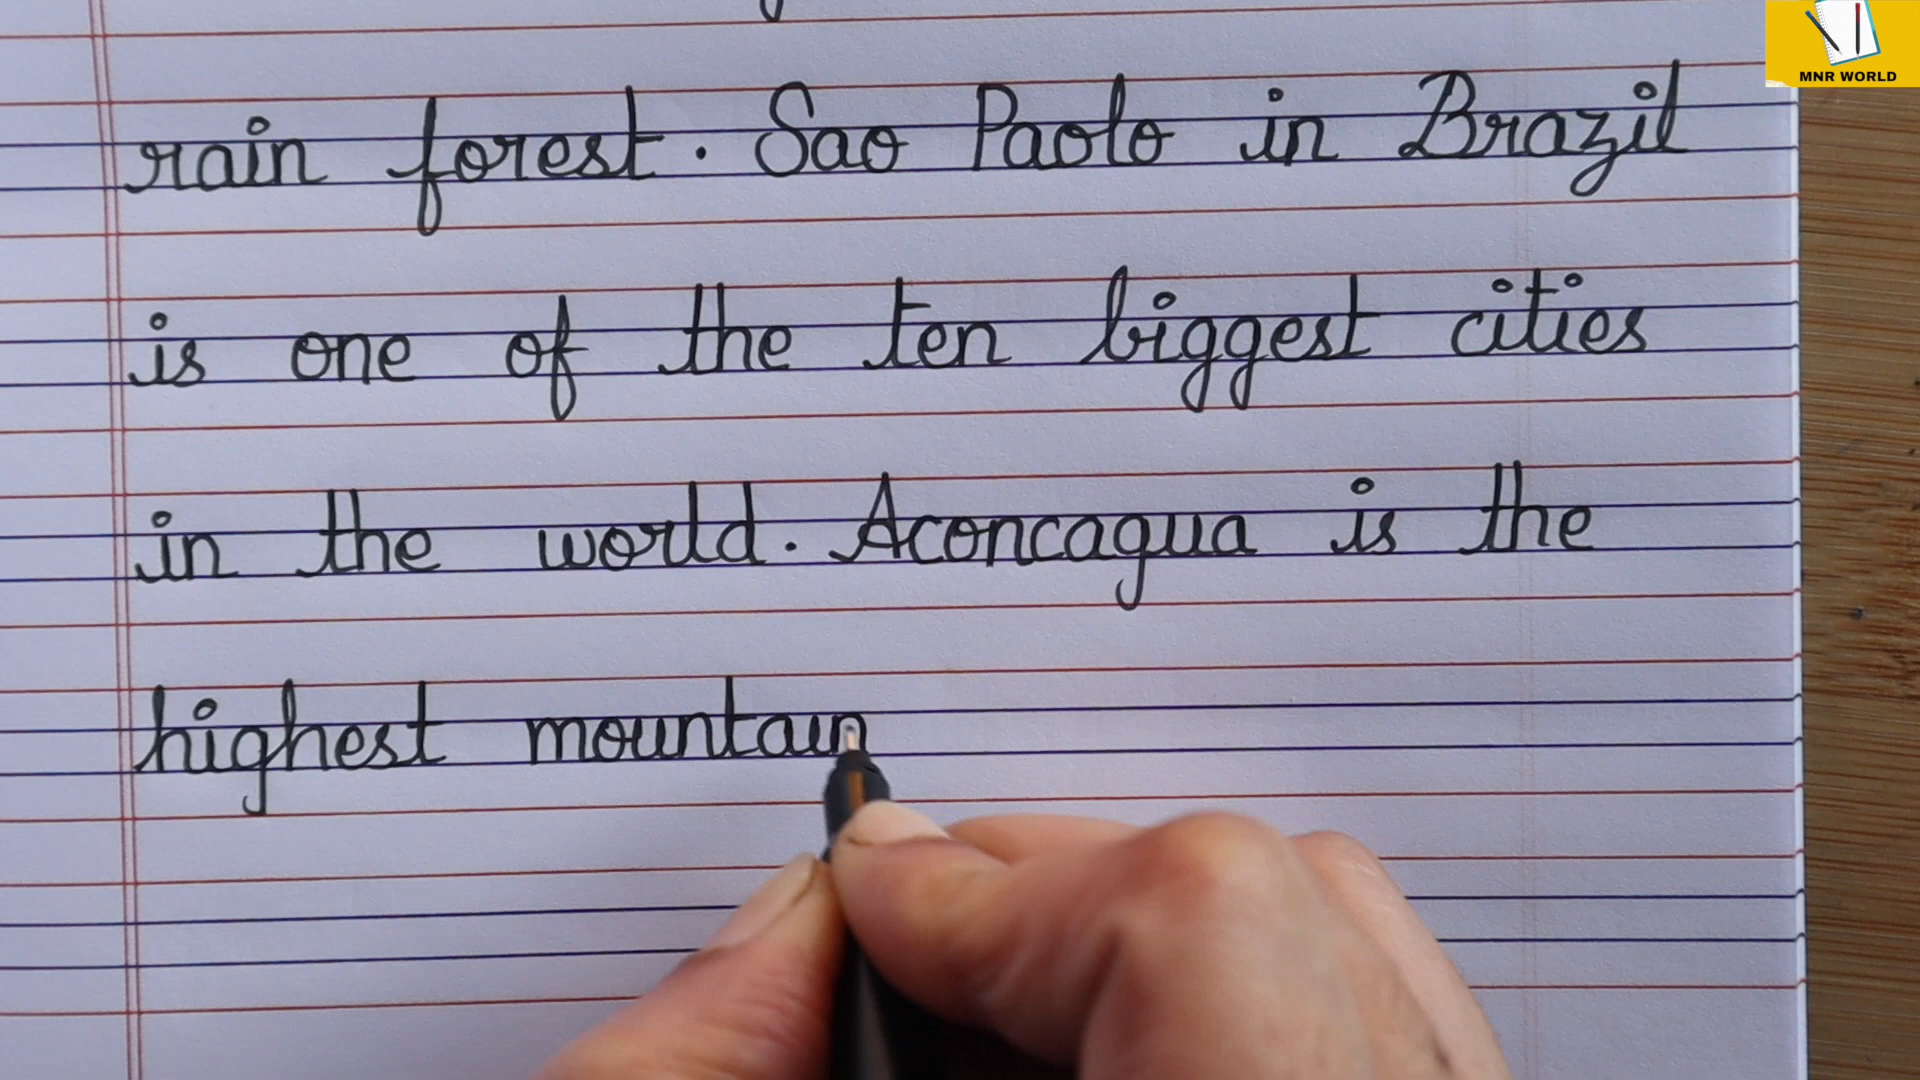 MNR WORLD
rain forest. Sao Paolo in Brazil
is one of the ten biggest cities
in the world. Aconcagua is the
highest mountain